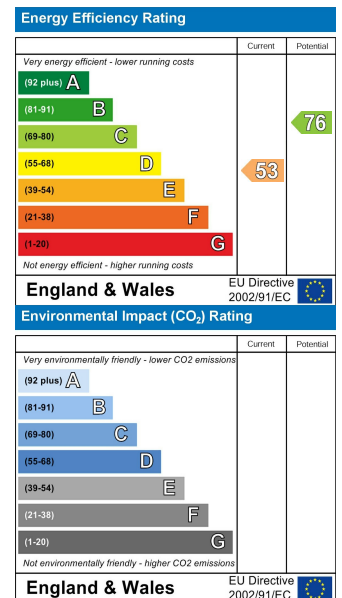 Energy Efficiency Rating
Current Potential
Very energy efficient - lower running costs
(92 plus) A
(81-91) B
(69-80) C
(55-68) D
(39-54) E
(21-38) F
(1-20) G
76
53
Not energy efficient - higher running costs
England & Wales
EU Directive
2002/91/EC
Environmental Impact (CO₂) Rating
Current Potential
Very environmentally friendly - lower CO2 emissions
(92 plus) A
(81-91) B
(69-80) C
(55-68) D
(39-54) E
(21-38) F
(1-20) G
Not environmentally friendly - higher CO2 emissions
England & Wales
EU Directive
2002/91/EC